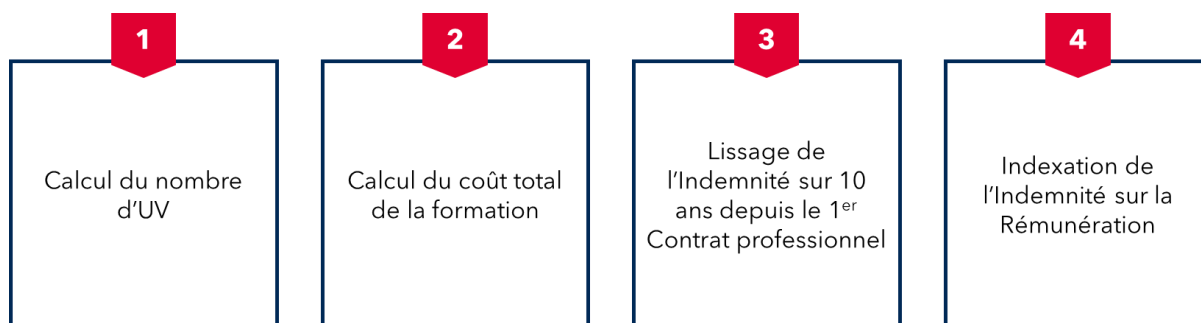 1
Calcul du nombre
d’UV
2
Calcul du coût total
de la formation
3
Lissage de
l’Indemnité sur 10
ans depuis le 1er
Contrat professionnel
4
Indexation de
l’Indemnité sur la
Rémunération